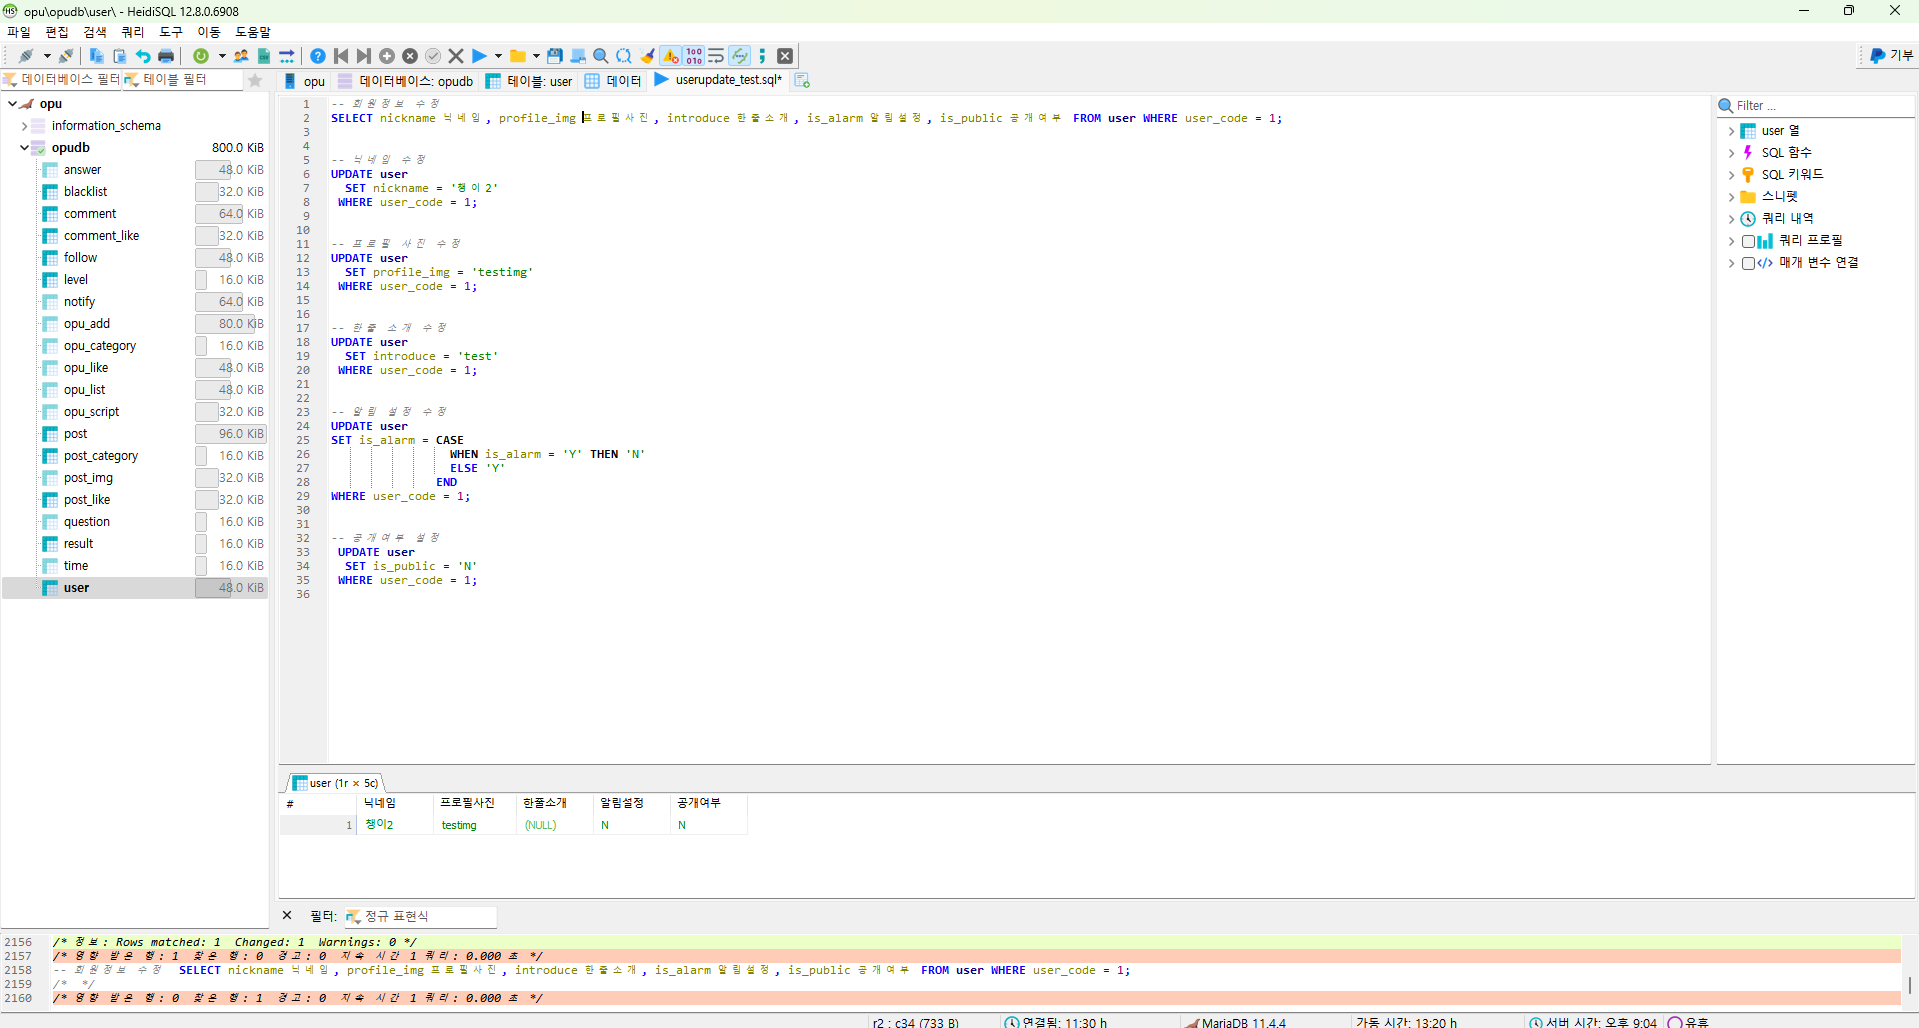 opu\opudb\user\ - HeidiSQL 12.8.0.6908
파일 편집 검색 쿼리 도구 이동 도움말
기부
데이터베이스 필터 테이블 필터
opu 데이터베이스: opudb 테이블: user 데이터 userupdate_test.sql*
opu
information_schema
opudb 800.0 KiB
answer 48.0 KiB
blacklist 32.0 KiB
comment 64.0 KiB
comment_like 32.0 KiB
follow 48.0 KiB
level 16.0 KiB
notify 64.0 KiB
opu_add 80.0 KiB
opu_category 16.0 KiB
opu_like 48.0 KiB
opu_list 48.0 KiB
opu_script 32.0 KiB
post 96.0 KiB
post_category 16.0 KiB
post_img 32.0 KiB
post_like 32.0 KiB
question 16.0 KiB
result 16.0 KiB
time 16.0 KiB
user 48.0 KiB
1 -- 회원정보 수정
2 SELECT nickname 닉네임, profile_img 프로필사진, introduce 한줄소개, is_alarm 알림설정, is_public 공개여부 FROM user WHERE user_code = 1;
3
4
5 -- 닉네임 수정
6 UPDATE user
7 SET nickname = '챙이2'
8 WHERE user_code = 1;
9
10
11 -- 프로필 사진 수정
12 UPDATE user
13 SET profile_img = 'testimg'
14 WHERE user_code = 1;
15
16
17 -- 한줄 소개 수정
18 UPDATE user
19 SET introduce = 'test'
20 WHERE user_code = 1;
21
22
23 -- 알림 설정 수정
24 UPDATE user
25 SET is_alarm = CASE
26 WHEN is_alarm = 'Y' THEN 'N'
27 ELSE 'Y'
28 END
29 WHERE user_code = 1;
30
31
32 -- 공개여부 설정
33 UPDATE user
34 SET is_public = 'N'
35 WHERE user_code = 1;
36
Filter ...
user 열
SQL 함수
SQL 키워드
스니펫
쿼리 내역
쿼리 프로필
매개 변수 연결
user (1r × 5c)
# 닉네임 프로필사진 한줄소개 알림설정 공개여부
1 챙이2 testimg (NULL) N N
필터: 정규 표현식
2156 /* 정보: Rows matched: 1 Changed: 1 Warnings: 0 */
2157 /* 영향 받은 행: 1 찾은 행: 0 경고: 0 지속 시간 1 쿼리: 0.000 초 */
2158 -- 회원정보 수정 SELECT nickname 닉네임, profile_img 프로필사진, introduce 한줄소개, is_alarm 알림설정, is_public 공개여부 FROM user WHERE user_code = 1;
2159 /* */
2160 /* 영향 받은 행: 0 찾은 행: 1 경고: 0 지속 시간 1 쿼리: 0.000 초 */
r2 : c34 (733 B) 연결됨: 11:30 h MariaDB 11.4.4 가동 시간: 13:20 h 서버 시간: 오후 9:04 유휴